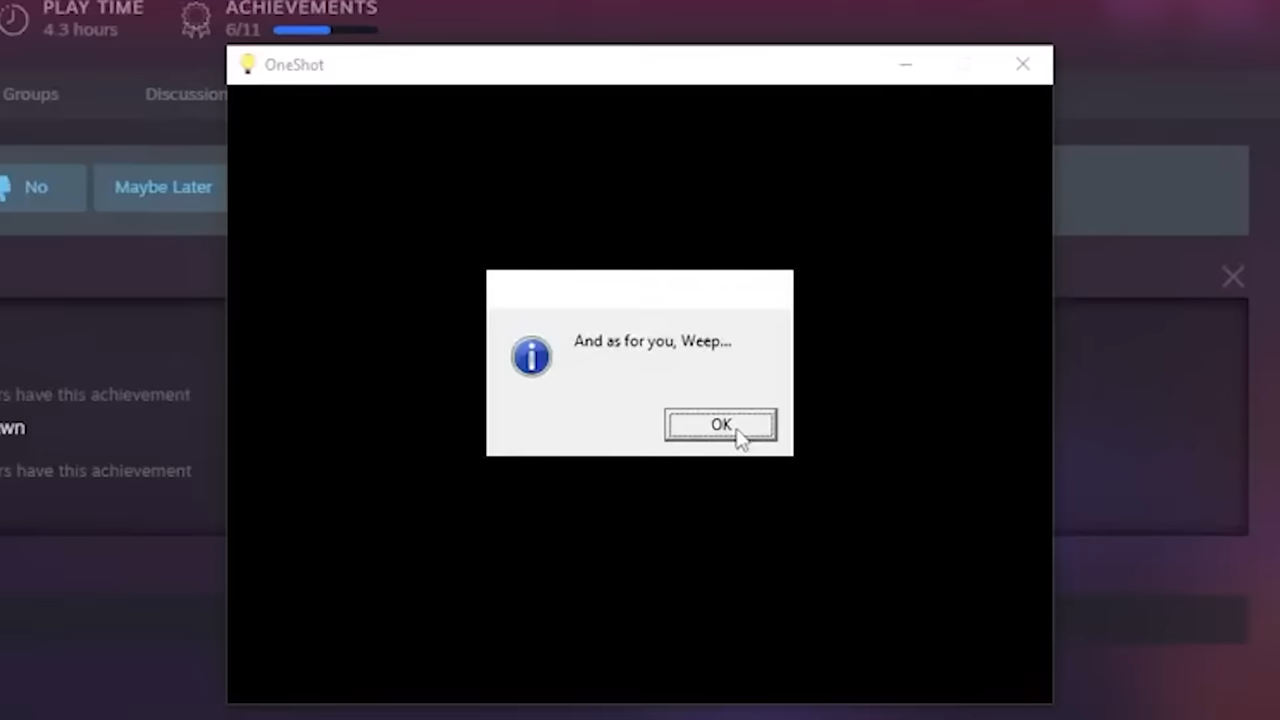 PLAY TIME
4.3 hours
ACHIEVEMENTS
6/11
OneShot
Groups
Discussion
No
Maybe Later
And as for you, Weep...
OK
rs have this achievement
wn
rs have this achievement